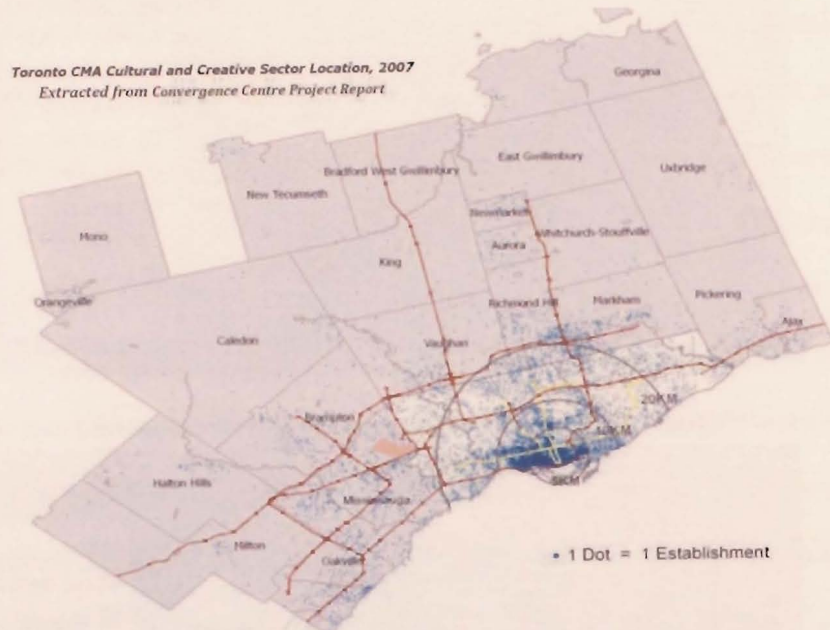 Toronto CMA Cultural and Creative Sector Location, 2007
Extracted from Convergence Centre Project Report
Georgina
East Gwillimbury
Uxbridge
Bradford West Gwillimbury
New Tecumseth
Newmarket
Mono
Whitchurch-Stouffville
Aurora
King
Orangeville
Richmond Hill
Markham
Pickering
Ajax
Caledon
Vaughan
20KM
Brampton
10KM
5KM
Halton Hills
Mississauga
Milton
Oakville
1 Dot = 1 Establishment